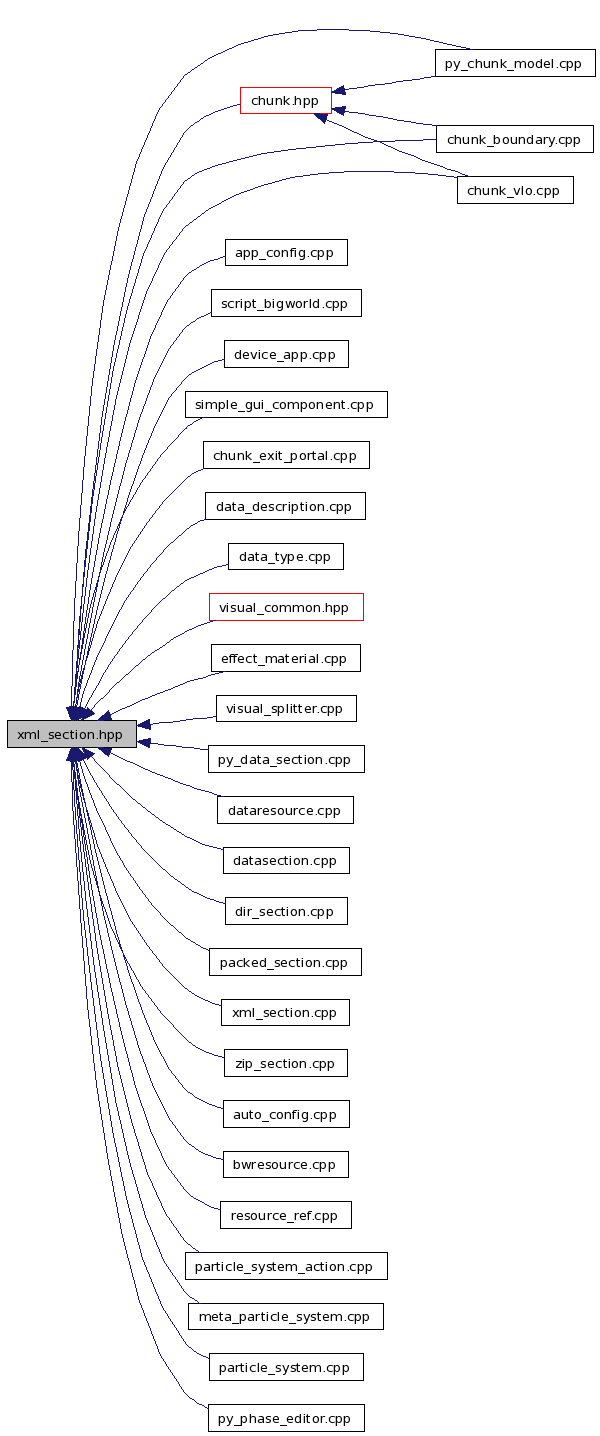 py_chunk_model.cpp
chunk.hpp
chunk_boundary.cpp
chunk_vlo.cpp
app_config.cpp
script_bigworld.cpp
device_app.cpp
simple_gui_component.cpp
chunk_exit_portal.cpp
data_description.cpp
data_type.cpp
visual_common.hpp
effect_material.cpp
visual_splitter.cpp
xml_section.hpp
py_data_section.cpp
dataresource.cpp
datasection.cpp
dir_section.cpp
packed_section.cpp
xml_section.cpp
zip_section.cpp
auto_config.cpp
bwresource.cpp
resource_ref.cpp
particle_system_action.cpp
meta_particle_system.cpp
particle_system.cpp
py_phase_editor.cpp